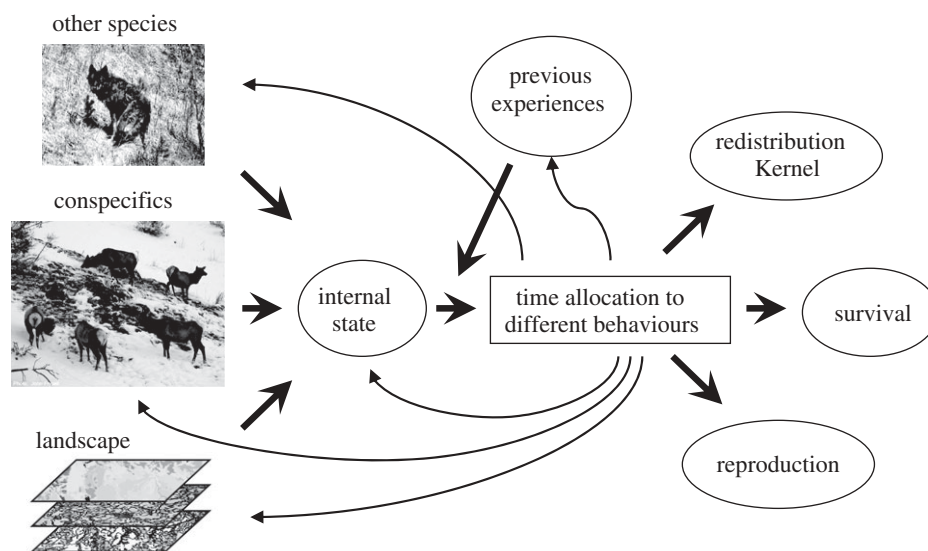 other species
previous
experiences
redistribution
Kernel
conspecifics
internal
state
time allocation to
different behaviours
survival
landscape
reproduction